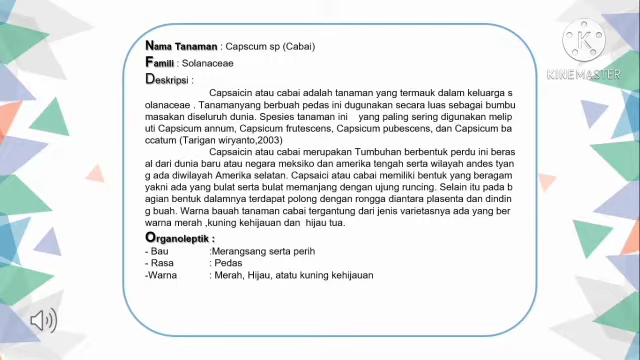 Nama Tanaman : Capscum sp (Cabai)
Famili : Solanaceae
Deskripsi :
Capsaicin atau cabai adalah tanaman yang termauk dalam keluarga s
olanaceae . Tanamanyang berbuah pedas ini dugunakan secara luas sebagai bumbu
masakan diseluruh dunia. Spesies tanaman ini yang paling sering digunakan melip
uti Capsicum annum, Capsicum frutescens, Capsicum pubescens, dan Capsicum ba
ccatum (Tarigan wiryanto,2003)
Capsaicin atau cabai merupakan Tumbuhan berbentuk perdu ini beras
al dari dunia baru atau negara meksiko dan amerika tengah serta wilayah andes tyan
g ada diwilayah Amerika selatan. Capsaici atau cabai memiliki bentuk yang beragam
yakni ada yang bulat serta bulat memanjang dengan ujung runcing. Selain itu pada b
agian bentuk dalamnya terdapat polong dengan rongga diantara plasenta dan dindin
g buah. Warna bauah tanaman cabai tergantung dari jenis varietasnya ada yang ber
warna merah ,kuning kehijauan dan hijau tua.
Organoleptik :
- Bau :Merangsang serta perih
- Rasa : Pedas
-Warna : Merah, Hijau, atatu kuning kehijauan
K
KINEMASTER